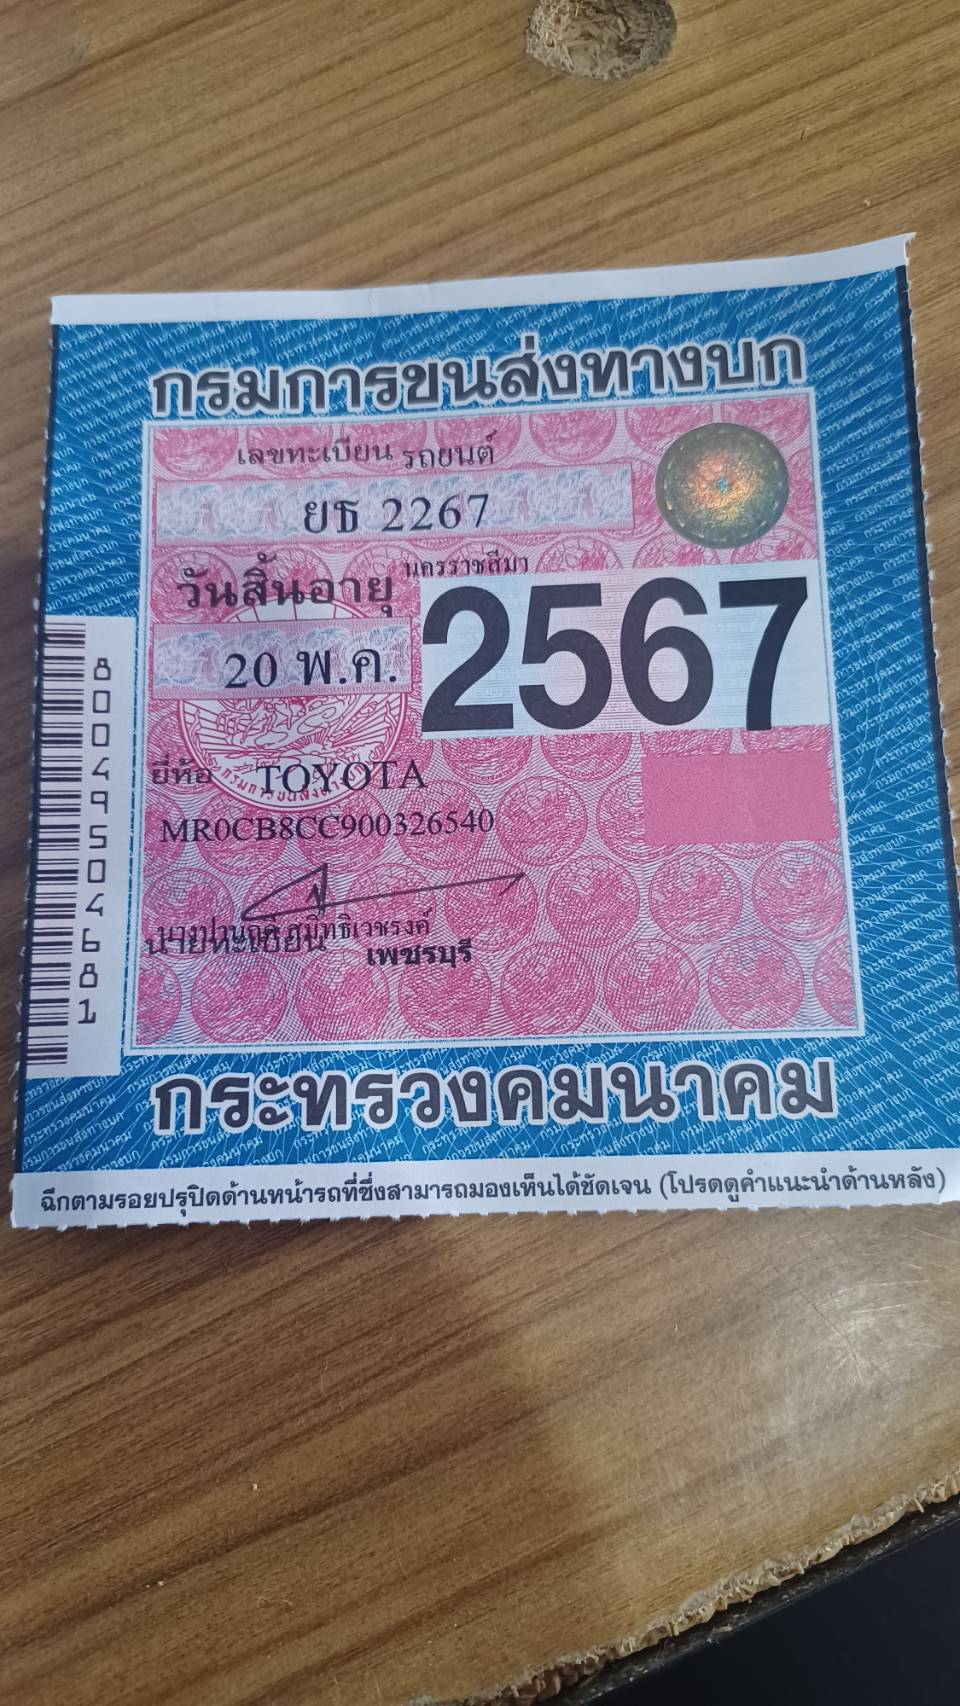 กรมการขนส่งทางบก
เลขทะเบียน รถยนต์
ยธ 2267
นครราชสีมา
วันสิ้นอายุ
20 พ.ค. 2567
ยี่ห้อ TOYOTA
MR0CB8CC900326540
นายทะเบียน
เพชรบุรี
80049504681
กระทรวงคมนาคม
ฉีกตามรอยปรุปิดด้านหน้ารถที่ซึ่งสามารถมองเห็นได้ชัดเจน (โปรดดูคำแนะนำด้านหลัง)